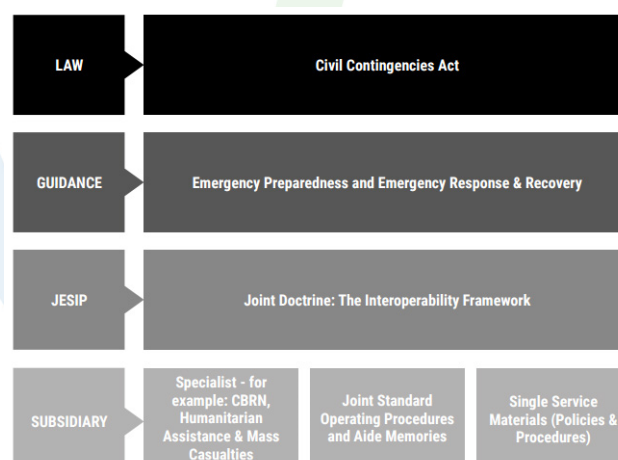 LAW
Civil Contingencies Act
GUIDANCE
Emergency Preparedness and Emergency Response & Recovery
JESIP
Joint Doctrine: The Interoperability Framework
SUBSIDIARY
Specialist - for
example: CBRN,
Humanitarian
Assistance & Mass
Casualties
Joint Standard
Operating Procedures
and Aide Memories
Single Service
Materials (Policies &
Procedures)